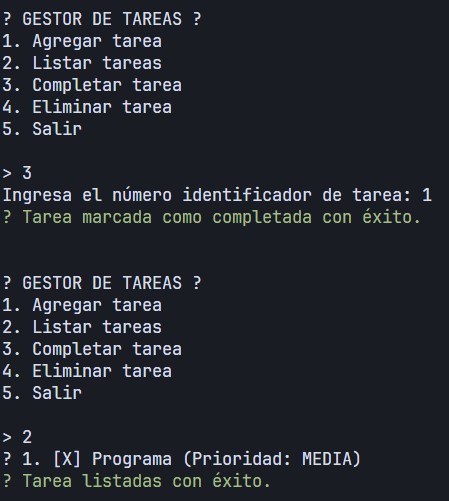 ? GESTOR DE TAREAS ?
1. Agregar tarea
2. Listar tareas
3. Completar tarea
4. Eliminar tarea
5. Salir
> 3
Ingresa el número identificador de tarea: 1
? Tarea marcada como completada con éxito.
? GESTOR DE TAREAS ?
1. Agregar tarea
2. Listar tareas
3. Completar tarea
4. Eliminar tarea
5. Salir
> 2
? 1. [X] Programa (Prioridad: MEDIA)
? Tarea listadas con éxito.